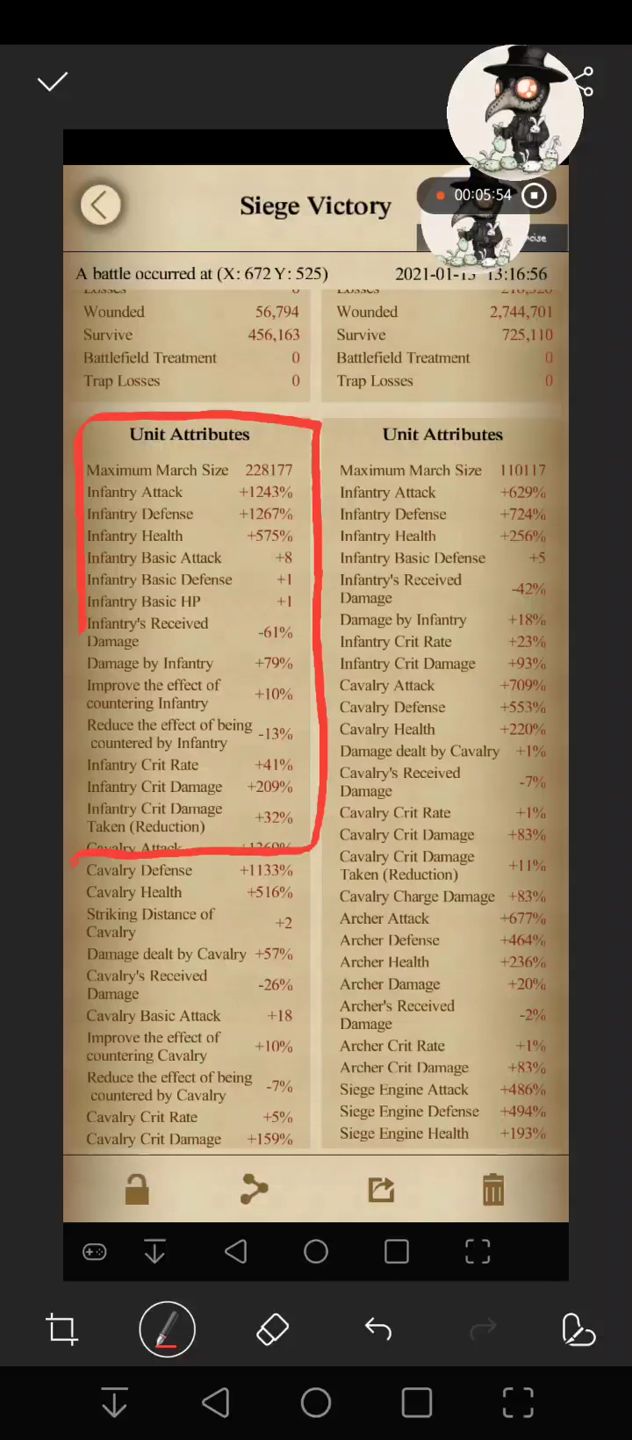 00:05:54
Siege Victory
A battle occurred at (X: 672 Y: 525)
2021-01-15 13:16:56
Losses 0
Wounded 56,794
Survive 456,163
Battlefield Treatment 0
Trap Losses 0
Losses
Wounded 2,744,701
Survive 725,110
Battlefield Treatment 0
Trap Losses 0
Unit Attributes
Maximum March Size 228177
Infantry Attack +1243%
Infantry Defense +1267%
Infantry Health +575%
Infantry Basic Attack +8
Infantry Basic Defense +1
Infantry Basic HP +1
Infantry's Received
Damage -61%
Damage by Infantry +79%
Improve the effect of
countering Infantry +10%
Reduce the effect of being
countered by Infantry -13%
Infantry Crit Rate +41%
Infantry Crit Damage +209%
Infantry Crit Damage
Taken (Reduction) +32%
Cavalry Attack
Cavalry Defense +1133%
Cavalry Health +516%
Striking Distance of
Cavalry +2
Damage dealt by Cavalry +57%
Cavalry's Received
Damage -26%
Cavalry Basic Attack +18
Improve the effect of
countering Cavalry +10%
Reduce the effect of being
countered by Cavalry -7%
Cavalry Crit Rate +5%
Cavalry Crit Damage +159%
Unit Attributes
Maximum March Size 110117
Infantry Attack +629%
Infantry Defense +724%
Infantry Health +256%
Infantry Basic Defense +5
Infantry's Received
Damage -42%
Damage by Infantry +18%
Infantry Crit Rate +23%
Infantry Crit Damage +93%
Cavalry Attack +709%
Cavalry Defense +553%
Cavalry Health +220%
Damage dealt by Cavalry +1%
Cavalry's Received
Damage -7%
Cavalry Crit Rate +1%
Cavalry Crit Damage +83%
Cavalry Crit Damage
Taken (Reduction) +11%
Cavalry Charge Damage +83%
Archer Attack +677%
Archer Defense +464%
Archer Health +236%
Archer Damage +20%
Archer's Received
Damage -2%
Archer Crit Rate +1%
Archer Crit Damage +83%
Siege Engine Attack +486%
Siege Engine Defense +494%
Siege Engine Health +193%